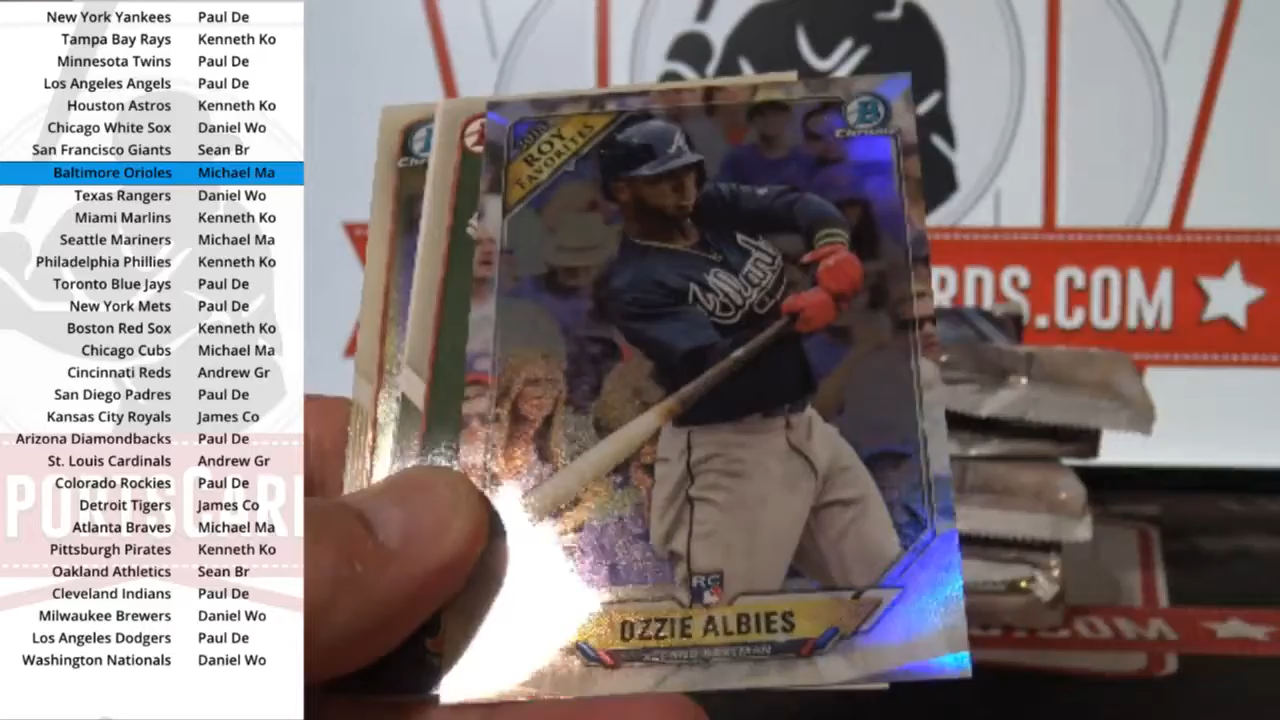 New York Yankees Paul De
Tampa Bay Rays Kenneth Ko
Minnesota Twins Paul De
Los Angeles Angels Paul De
Houston Astros Kenneth Ko
Chicago White Sox Daniel Wo
San Francisco Giants Sean Br
Baltimore Orioles Michael Ma
Texas Rangers Daniel Wo
Miami Marlins Kenneth Ko
Seattle Mariners Michael Ma
Philadelphia Phillies Kenneth Ko
Toronto Blue Jays Paul De
New York Mets Paul De
Boston Red Sox Kenneth Ko
Chicago Cubs Michael Ma
Cincinnati Reds Andrew Gr
San Diego Padres Paul De
Kansas City Royals James Co
Arizona Diamondbacks Paul De
St. Louis Cardinals Andrew Gr
Colorado Rockies Paul De
Detroit Tigers James Co
Atlanta Braves Michael Ma
Pittsburgh Pirates Kenneth Ko
Oakland Athletics Sean Br
Cleveland Indians Paul De
Milwaukee Brewers Daniel Wo
Los Angeles Dodgers Paul De
Washington Nationals Daniel Wo
2018
ROY
FAVORITES
B
Chrome
RC
OZZIE ALBIES
SECOND BASEMAN
RDS.COM